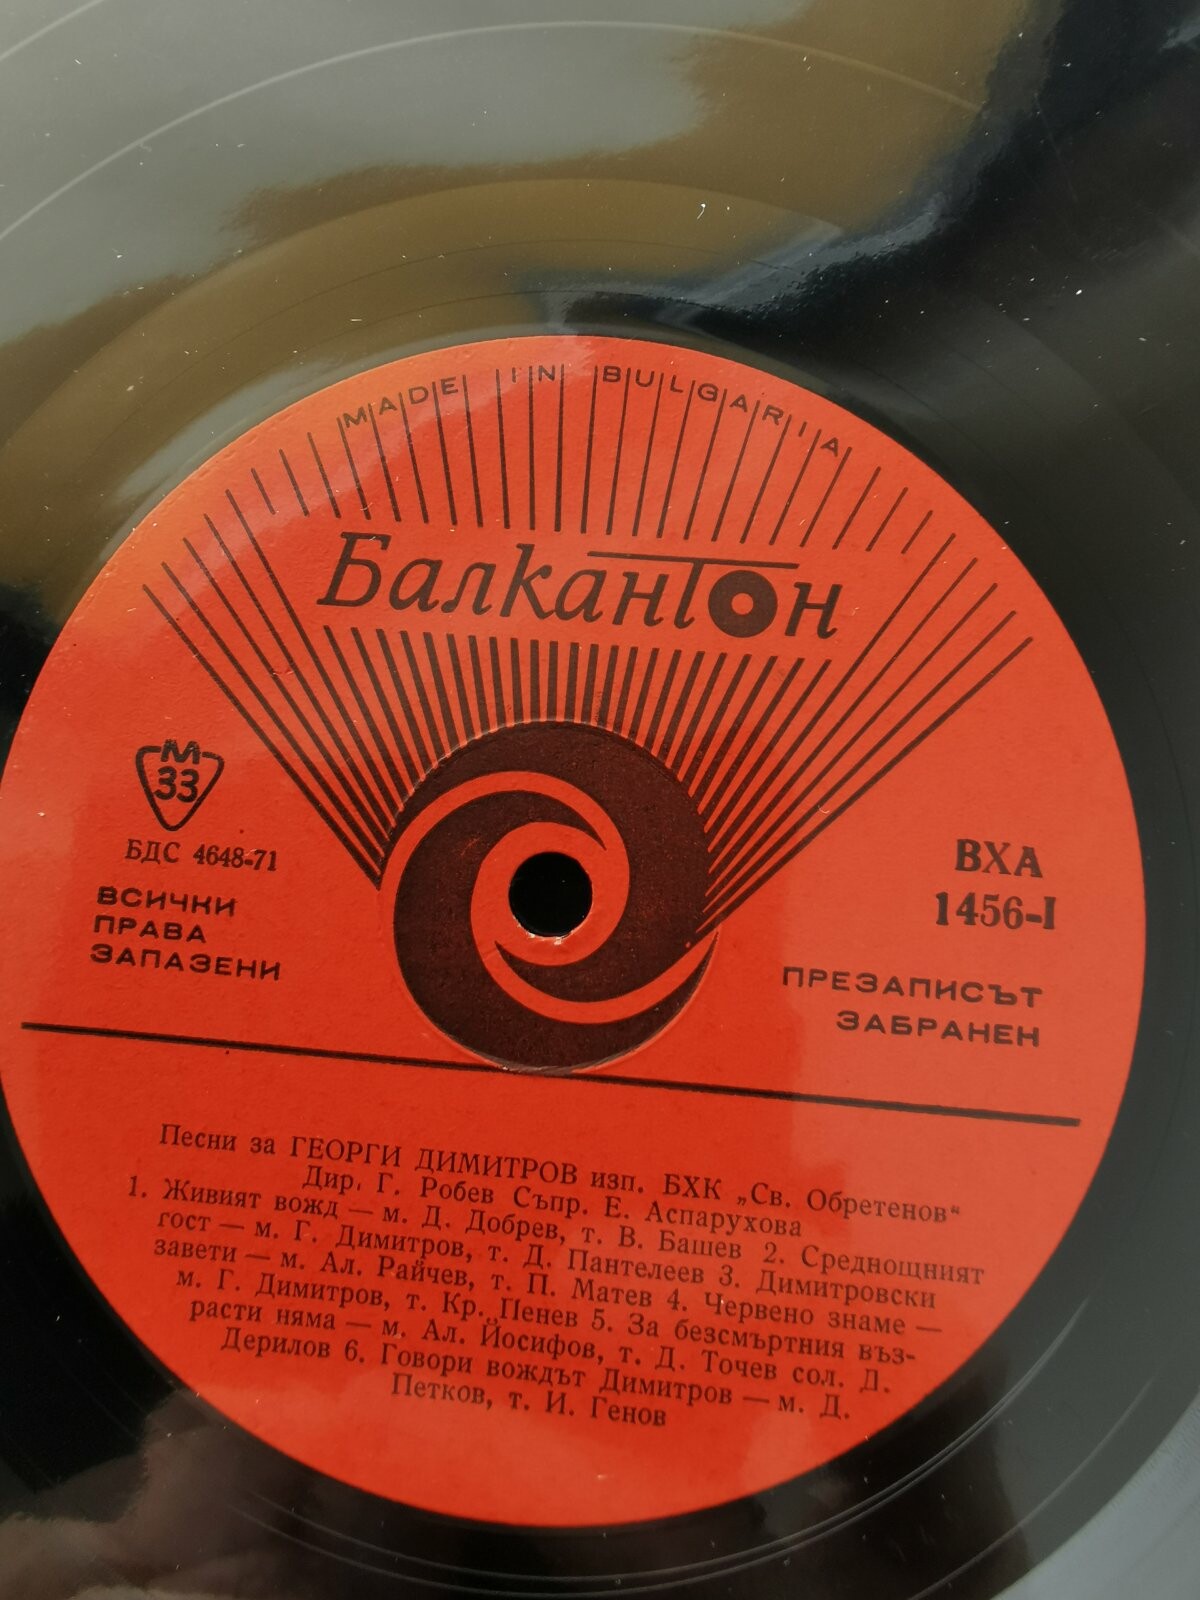 MADE IN BULGARIA
Балкантон
М
33
БДС 4648-71
ВСИЧКИ
ПРАВА
ЗАПАЗЕНИ
ВХА
1456-I
ПРЕЗАПИСЪТ
ЗАБРАНЕН
Песни за ГЕОРГИ ДИМИТРОВ изп. БХК „Св. Обретенов“
Дир. Г. Робев Съпр. Е. Аспарухова
1. Живият вожд — м. Д. Добрев, т. В. Башев 2. Среднощният
гост — м. Г. Димитров, т. Д. Пантелеев 3. Димитровски
завети — м. Ал. Райчев, т. П. Матев 4. Червено знаме —
м. Г. Димитров, т. Кр. Пенев 5. За безсмъртния въз-
расти няма — м. Ал. Йосифов, т. Д. Точев сол. Д.
Дерилов 6. Говори вождът Димитров — м. Д.
Петков, т. И. Генов